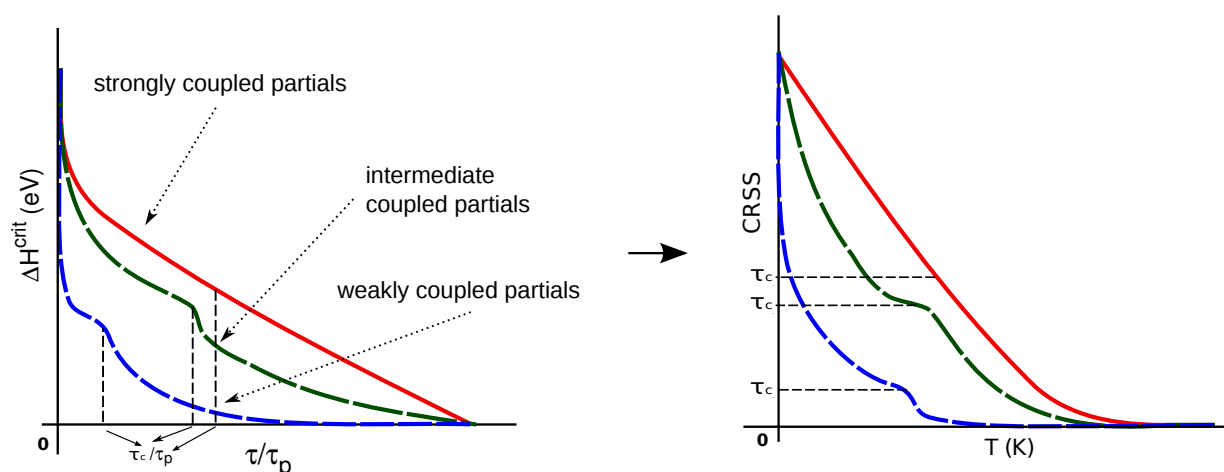 strongly coupled partials
intermediate
coupled partials
weakly coupled partials
ΔH^crit (eV)
0
τc/τp
τ/τp
CRSS
τc
τc
τc
0
T (K)